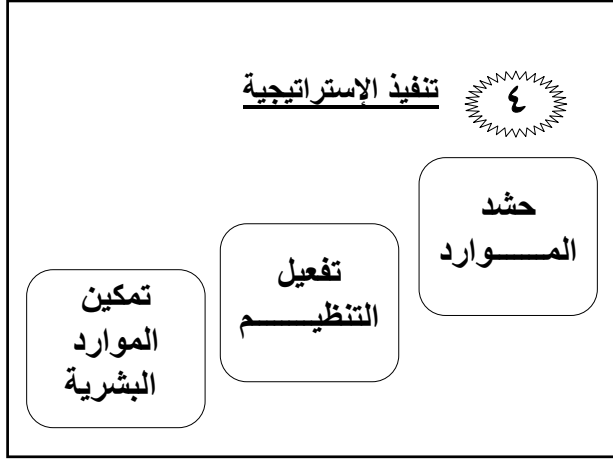 ٤
تنفيذ الإستراتيجية
حشد
المـــــوارد
تفعيل
التنظيـــــم
تمكين
الموارد
البشرية